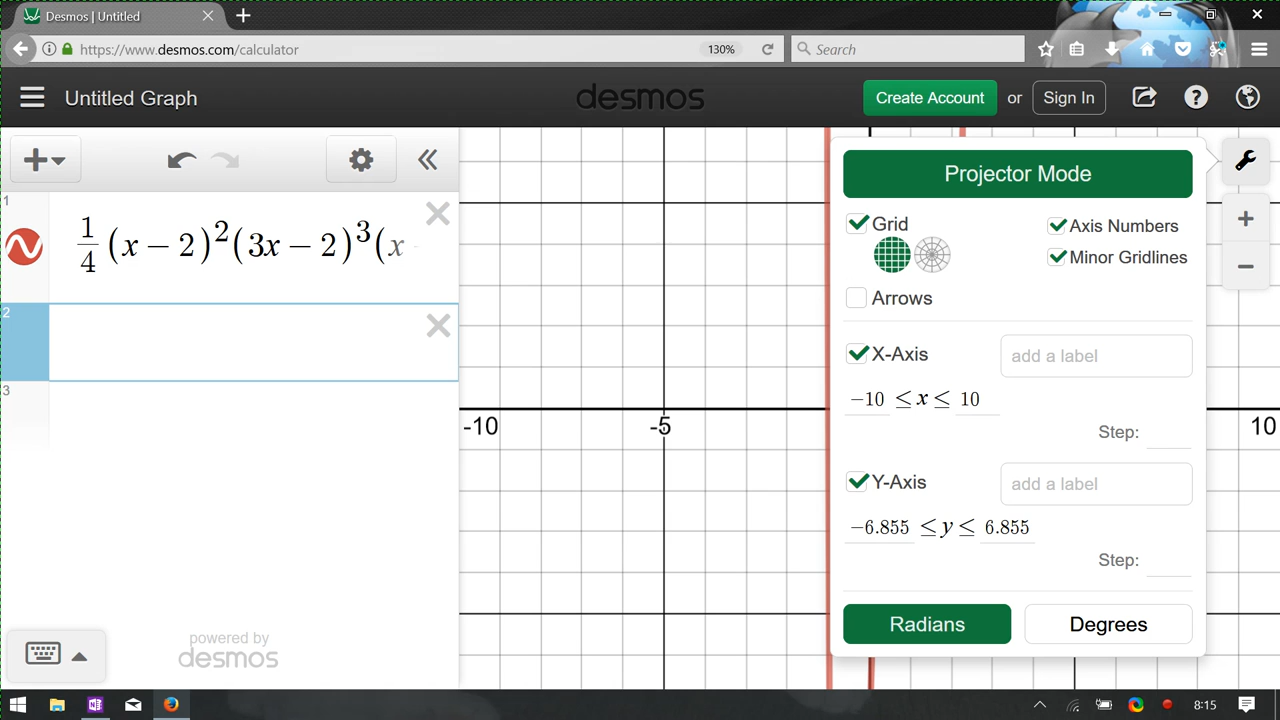 Desmos | Untitled
https://www.desmos.com/calculator
130%
Search
Untitled Graph
desmos
Create Account or Sign In
1
1/4 (x − 2)^2(3x − 2)^3(x
2
3
powered by
desmos
-10
-5
10
Projector Mode
Grid
Axis Numbers
Minor Gridlines
Arrows
X-Axis
add a label
−10 ≤ x ≤ 10
Step:
Y-Axis
add a label
−6.855 ≤ y ≤ 6.855
Step:
Radians
Degrees
8:15